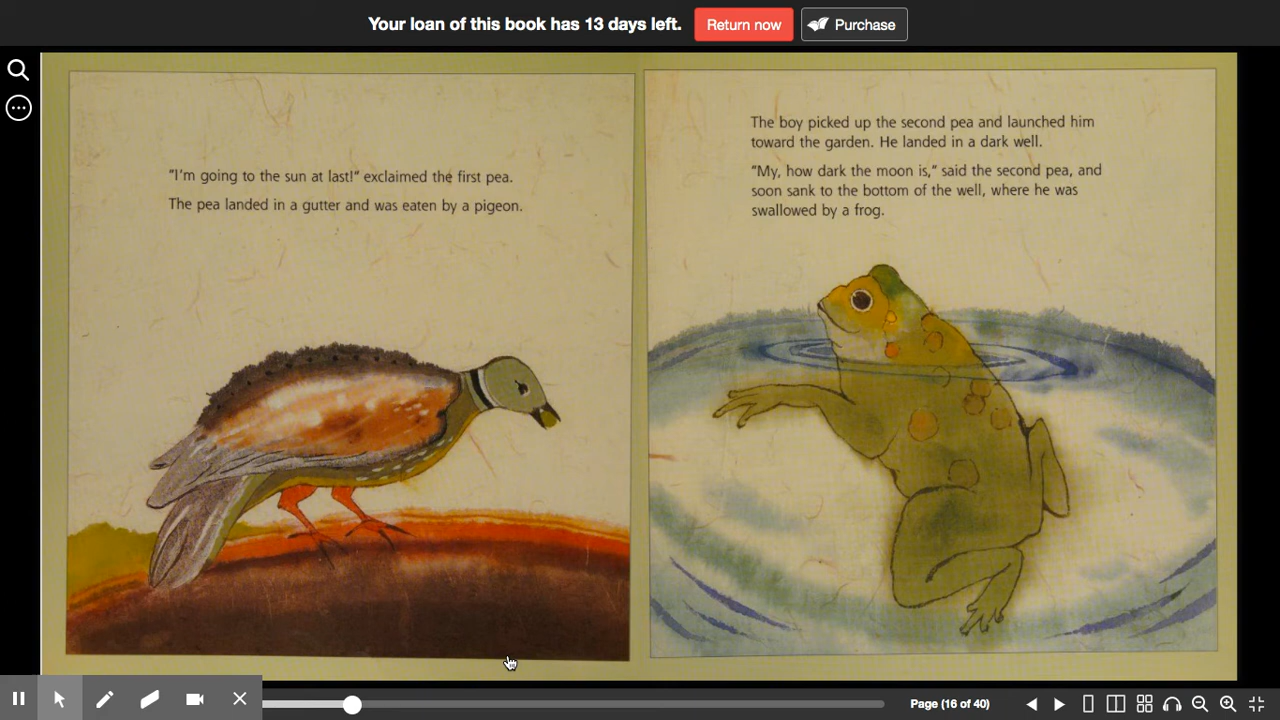 Your loan of this book has 13 days left. Return now Purchase
"I'm going to the sun at last!" exclaimed the first pea.
The pea landed in a gutter and was eaten by a pigeon.
The boy picked up the second pea and launched him
toward the garden. He landed in a dark well.
"My, how dark the moon is," said the second pea, and
soon sank to the bottom of the well, where he was
swallowed by a frog.
Page (16 of 40)